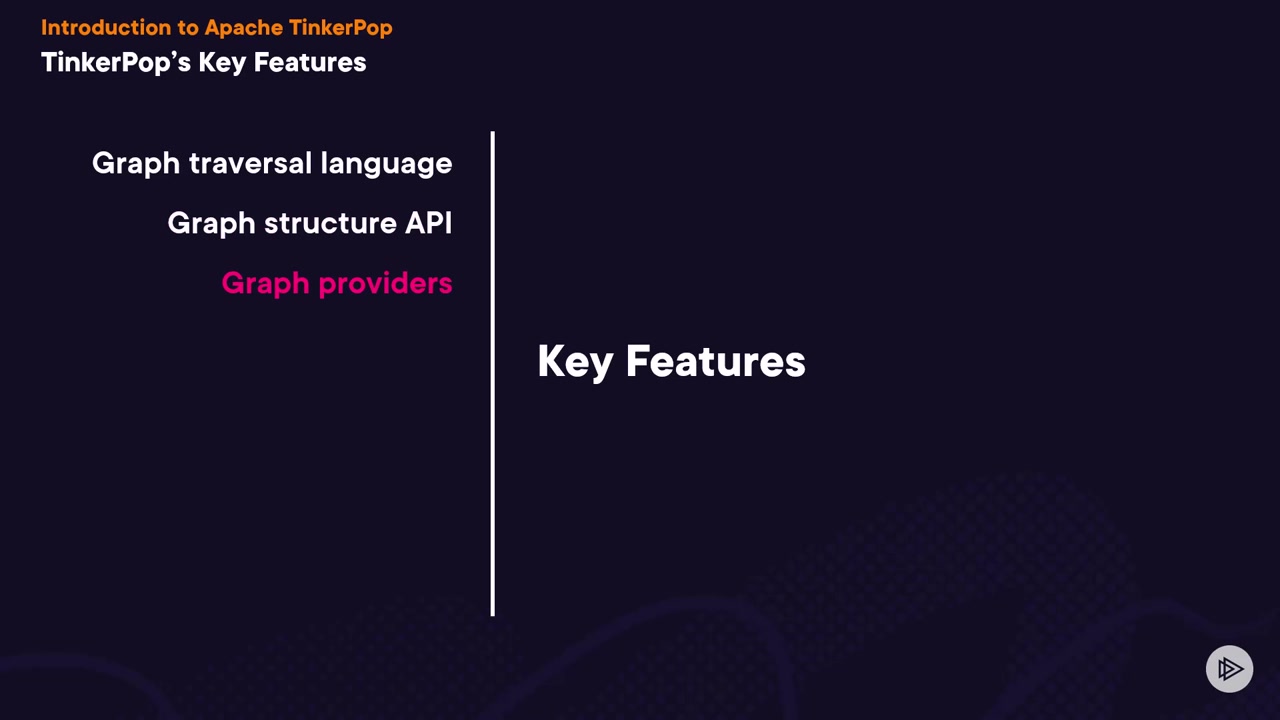 Introduction to Apache TinkerPop
TinkerPop’s Key Features
Graph traversal language
Graph structure API
Graph providers
Key Features